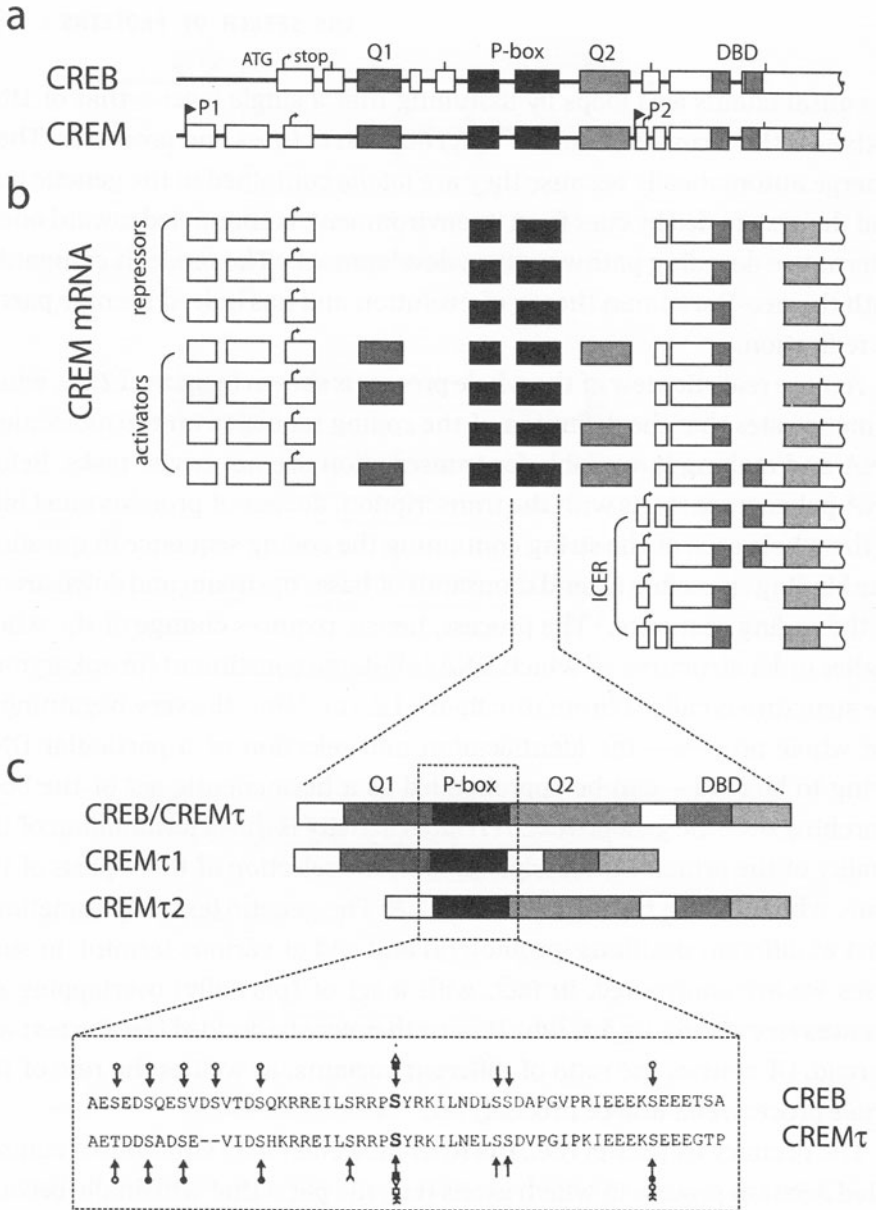 a
ATG
stop
Q1
P-box
Q2
DBD
CREB
P1
P2
CREM
b
CREM mRNA
repressors
activators
ICER
c
Q1
P-box
Q2
DBD
CREB/CREMτ
CREMτ1
CREMτ2
AESEDSQESVDSVTDSQKRREILSRRPSYRKILNDLSSDAPGVPRIEEEKSEEETSA
CREB
AETDDSADSE--VIDSHKRREILSRRPSYRKILNELSSDVPGIPKIEEEKSEEEGTP
CREMτ